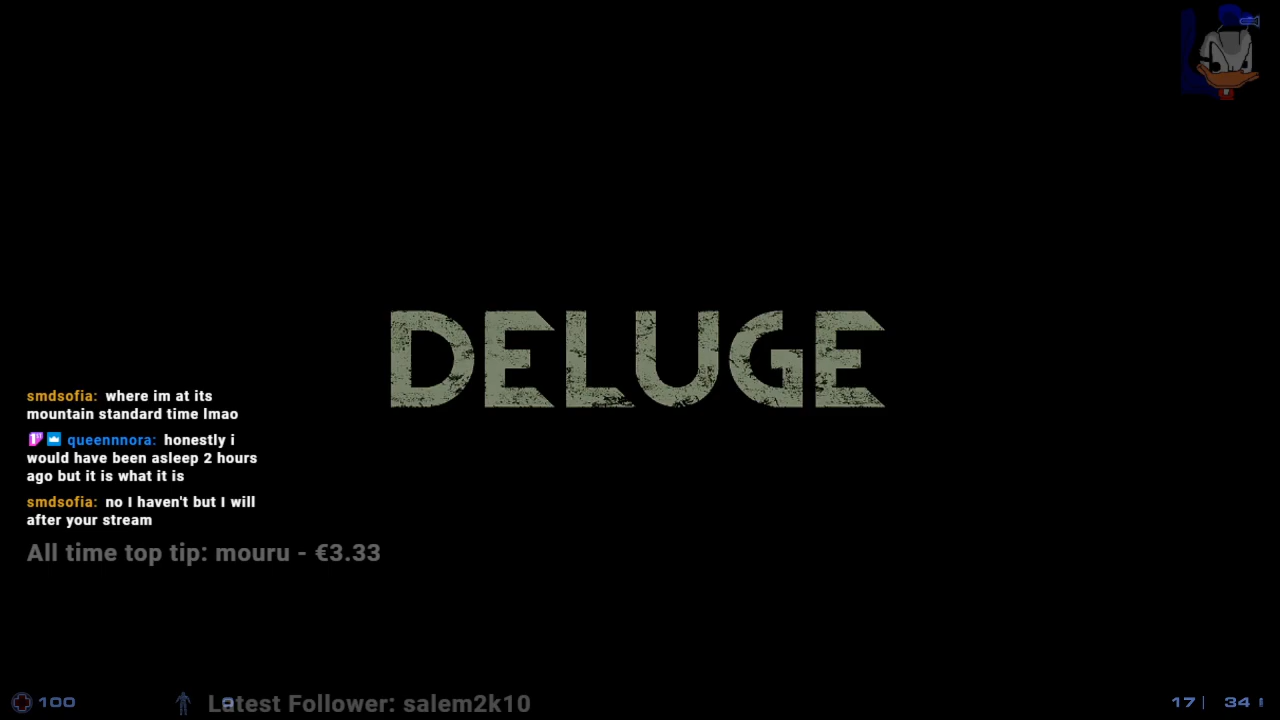 DELUGE
smdsofia: where im at its
mountain standard time lmao
queennnora: honestly i
would have been asleep 2 hours
ago but it is what it is
smdsofia: no I haven't but I will
after your stream
All time top tip: mouru - €3.33
100
Latest Follower: salem2k10
17 | 34